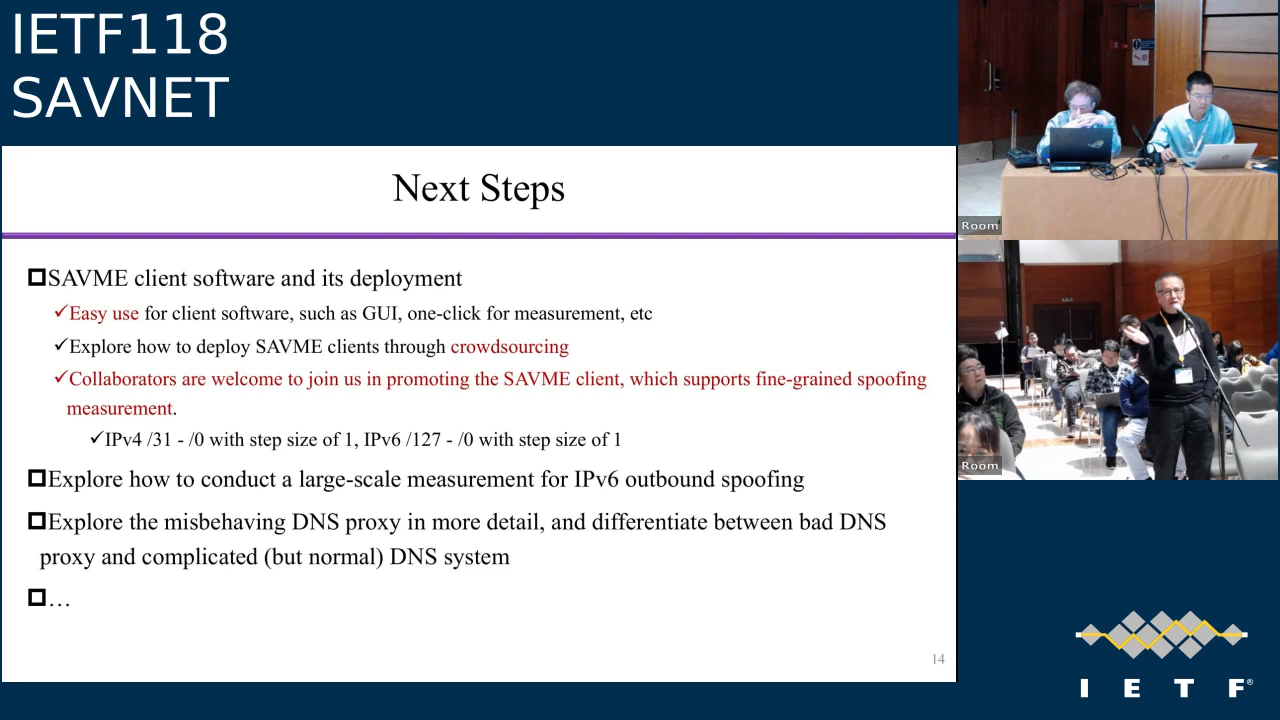 IETF118
SAVNET
Next Steps
SAVME client software and its deployment
Easy use for client software, such as GUI, one-click for measurement, etc
Explore how to deploy SAVME clients through crowdsourcing
Collaborators are welcome to join us in promoting the SAVME client, which supports fine-grained spoofing
measurement.
IPv4 /31 - /0 with step size of 1, IPv6 /127 - /0 with step size of 1
Explore how to conduct a large-scale measurement for IPv6 outbound spoofing
Explore the misbehaving DNS proxy in more detail, and differentiate between bad DNS
proxy and complicated (but normal) DNS system
…
14
Room
Room
I E T F®